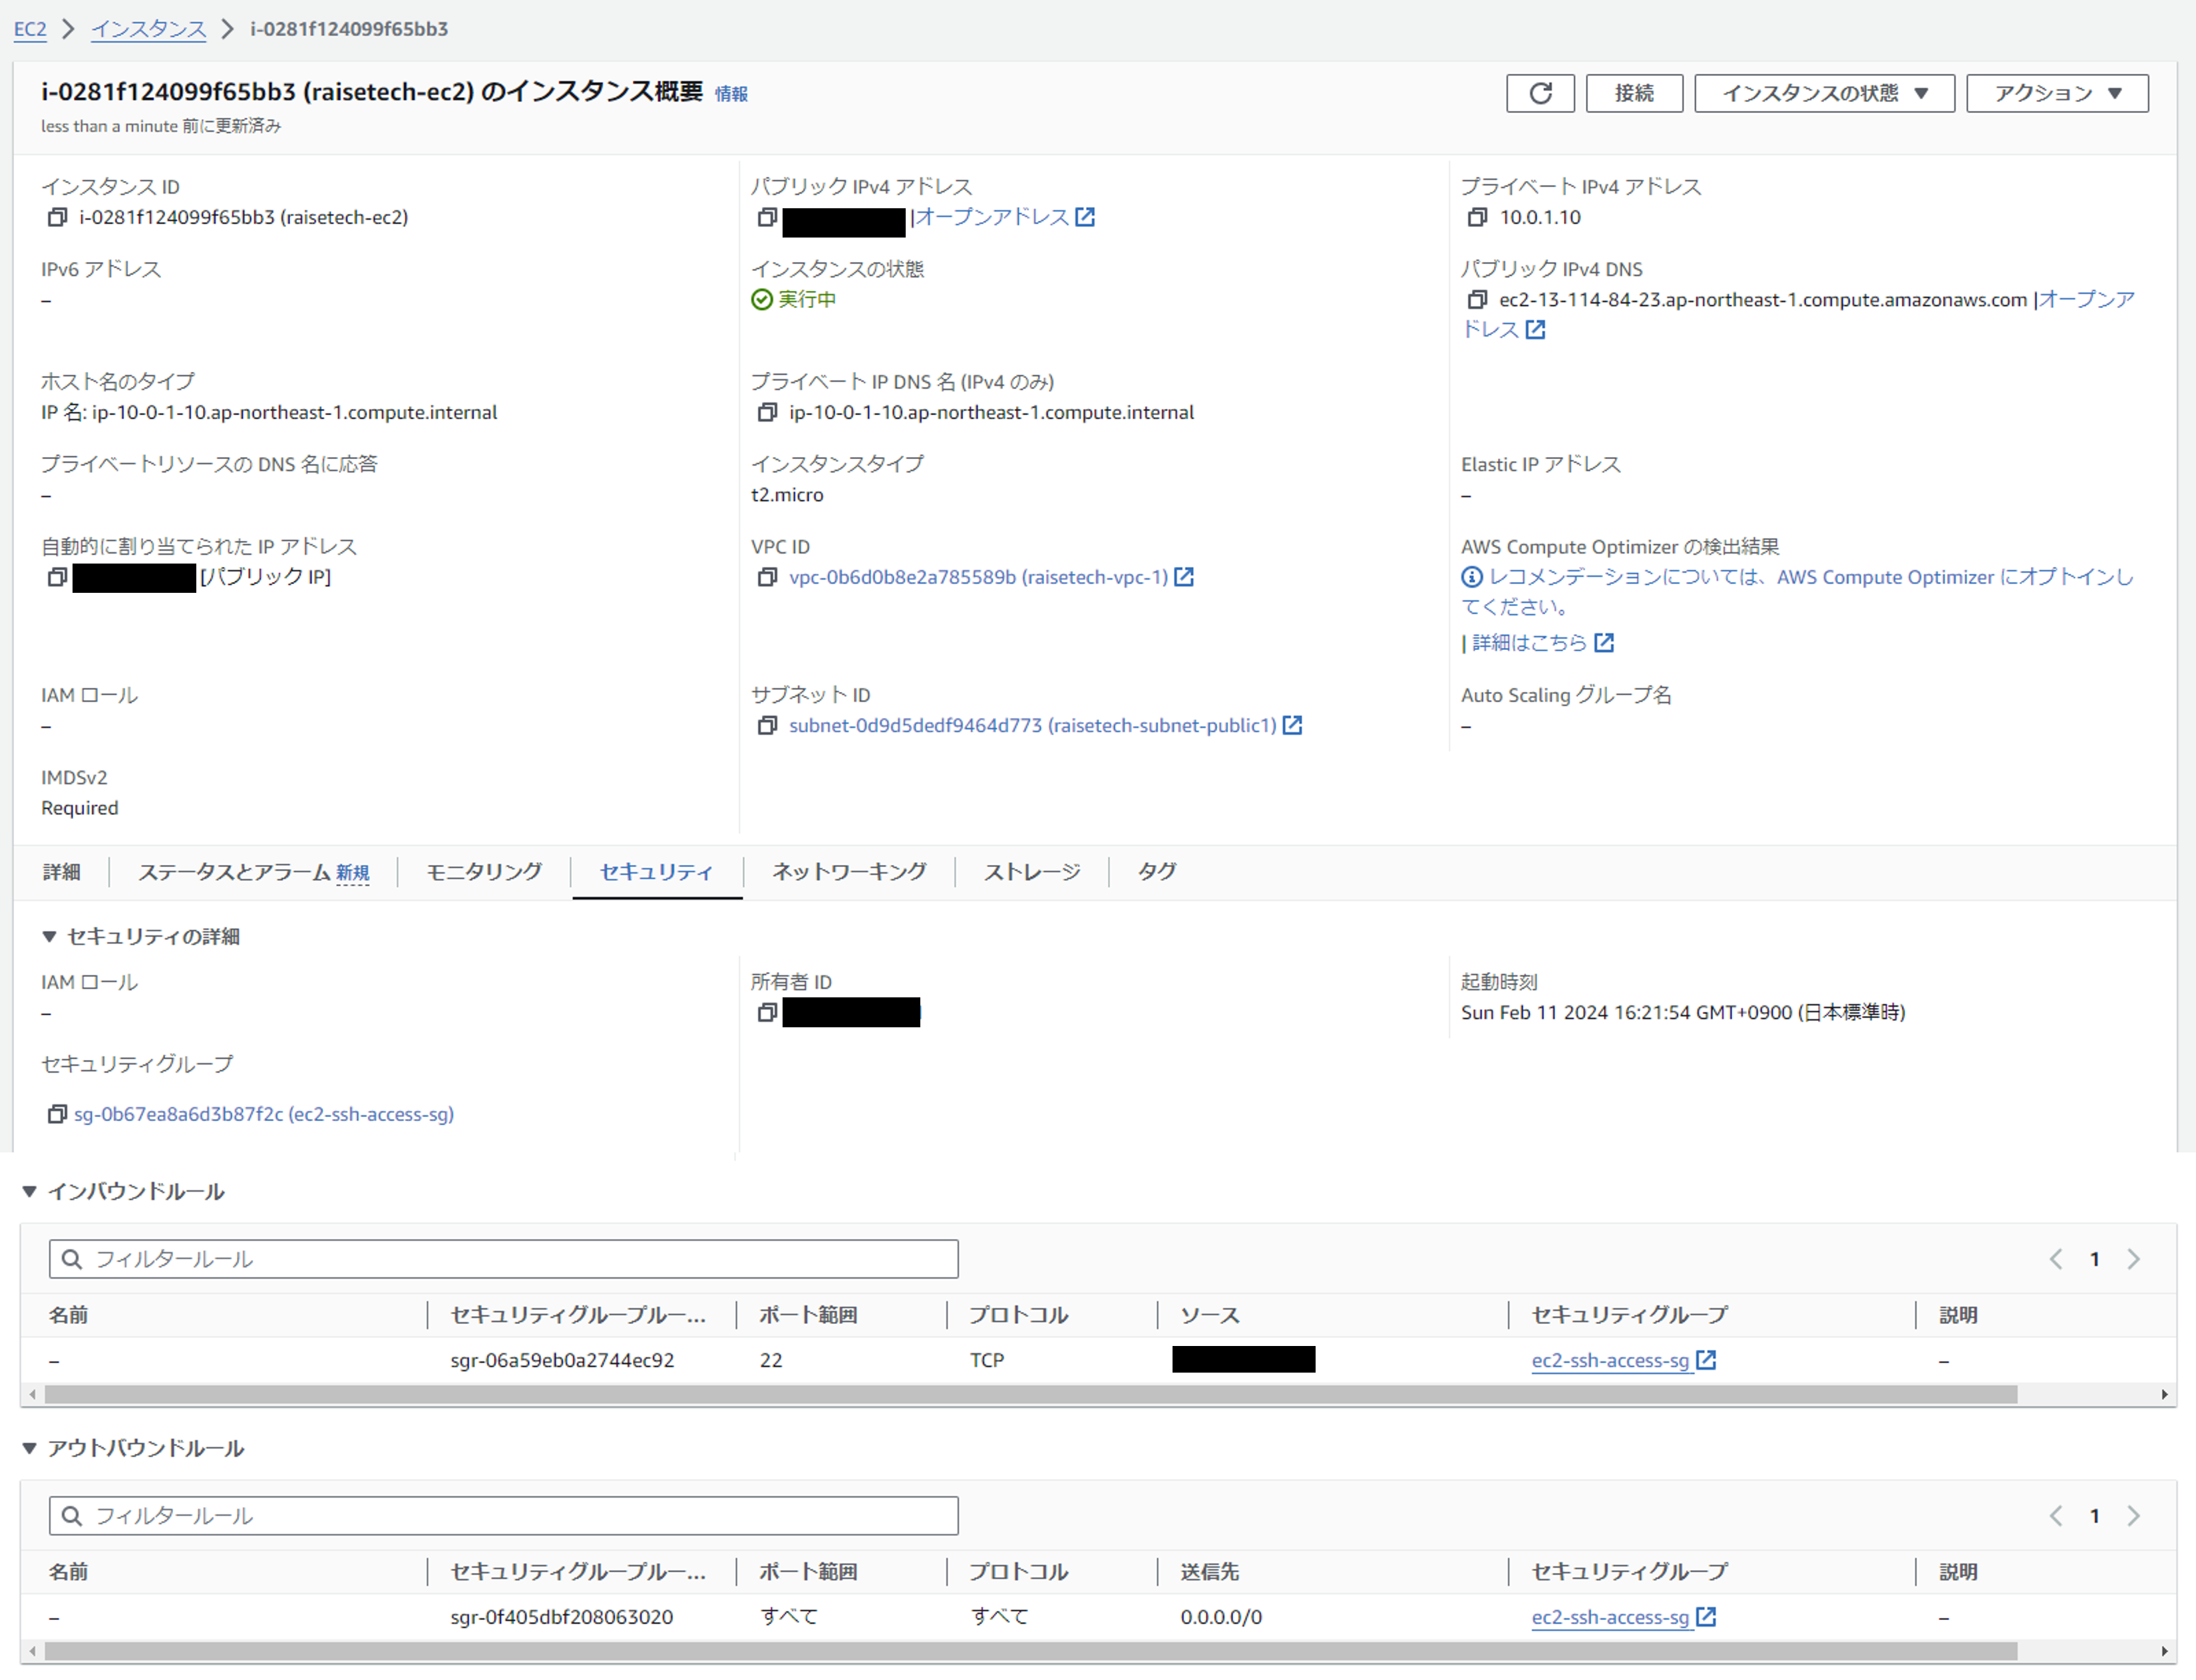 EC2 > インスタンス > i-0281f124099f65bb3
i-0281f124099f65bb3 (raisetech-ec2) のインスタンス概要 情報
接続 インスタンスの状態 ▼ アクション ▼
less than a minute 前に更新済み
インスタンス ID
i-0281f124099f65bb3 (raisetech-ec2)
パブリック IPv4 アドレス
|オープンアドレス
プライベート IPv4 アドレス
10.0.1.10
IPv6 アドレス
–
インスタンスの状態
実行中
パブリック IPv4 DNS
ec2-13-114-84-23.ap-northeast-1.compute.amazonaws.com |オープンア
ドレス
ホスト名のタイプ
IP 名: ip-10-0-1-10.ap-northeast-1.compute.internal
プライベート IP DNS 名 (IPv4 のみ)
ip-10-0-1-10.ap-northeast-1.compute.internal
プライベートリソースの DNS 名に応答
–
インスタンスタイプ
t2.micro
Elastic IP アドレス
–
自動的に割り当てられた IP アドレス
[パブリック IP]
VPC ID
vpc-0b6d0b8e2a785589b (raisetech-vpc-1)
AWS Compute Optimizer の検出結果
レコメンデーションについては、AWS Compute Optimizer にオプトインし
てください。
| 詳細はこちら
IAM ロール
–
サブネット ID
subnet-0d9d5dedf9464d773 (raisetech-subnet-public1)
Auto Scaling グループ名
–
IMDSv2
Required
詳細 ステータスとアラーム 新規 モニタリング セキュリティ ネットワーキング ストレージ タグ
▼ セキュリティの詳細
IAM ロール
–
所有者 ID
起動時刻
Sun Feb 11 2024 16:21:54 GMT+0900 (日本標準時)
セキュリティグループ
sg-0b67ea8a6d3b87f2c (ec2-ssh-access-sg)
▼ インバウンドルール
フィルタールール
< 1 >
名前 セキュリティグループルー... ポート範囲 プロトコル ソース セキュリティグループ 説明
– sgr-06a59eb0a2744ec92 22 TCP ec2-ssh-access-sg –
▼ アウトバウンドルール
フィルタールール
< 1 >
名前 セキュリティグループルー... ポート範囲 プロトコル 送信先 セキュリティグループ 説明
– sgr-0f405dbf208063020 すべて すべて 0.0.0.0/0 ec2-ssh-access-sg –